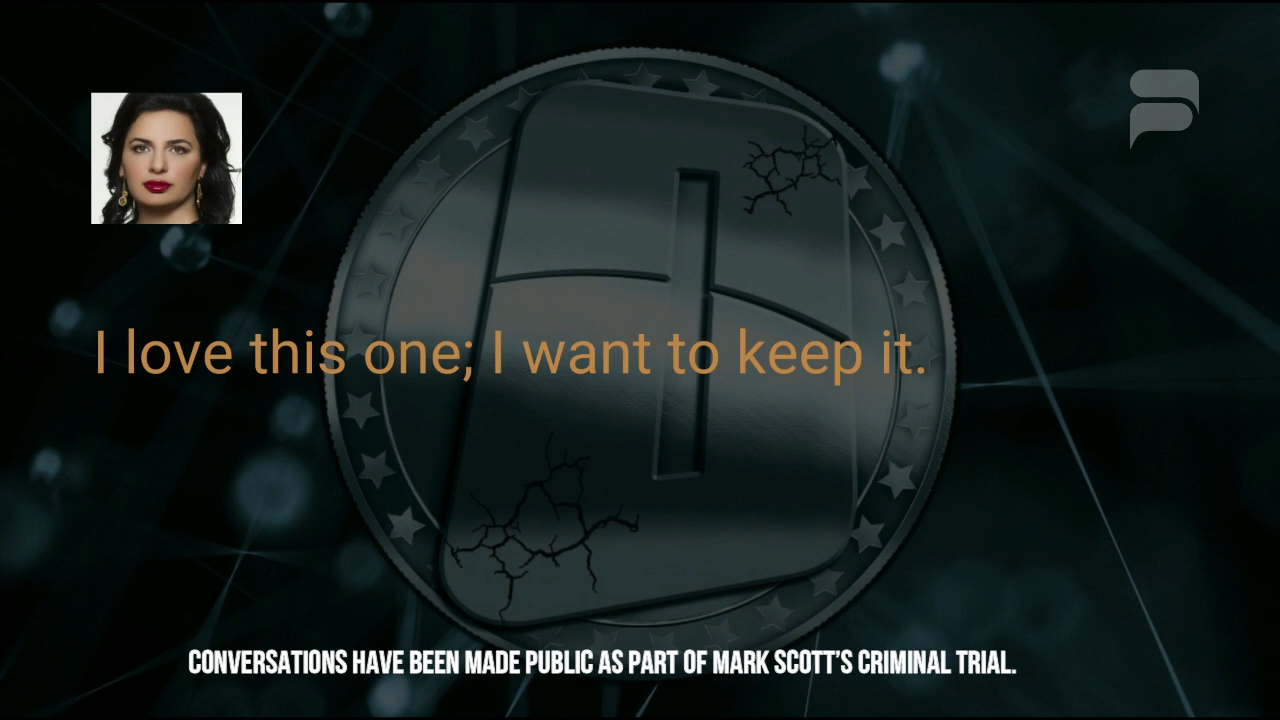 I love this one; I want to keep it.
CONVERSATIONS HAVE BEEN MADE PUBLIC AS PART OF MARK SCOTT'S CRIMINAL TRIAL.